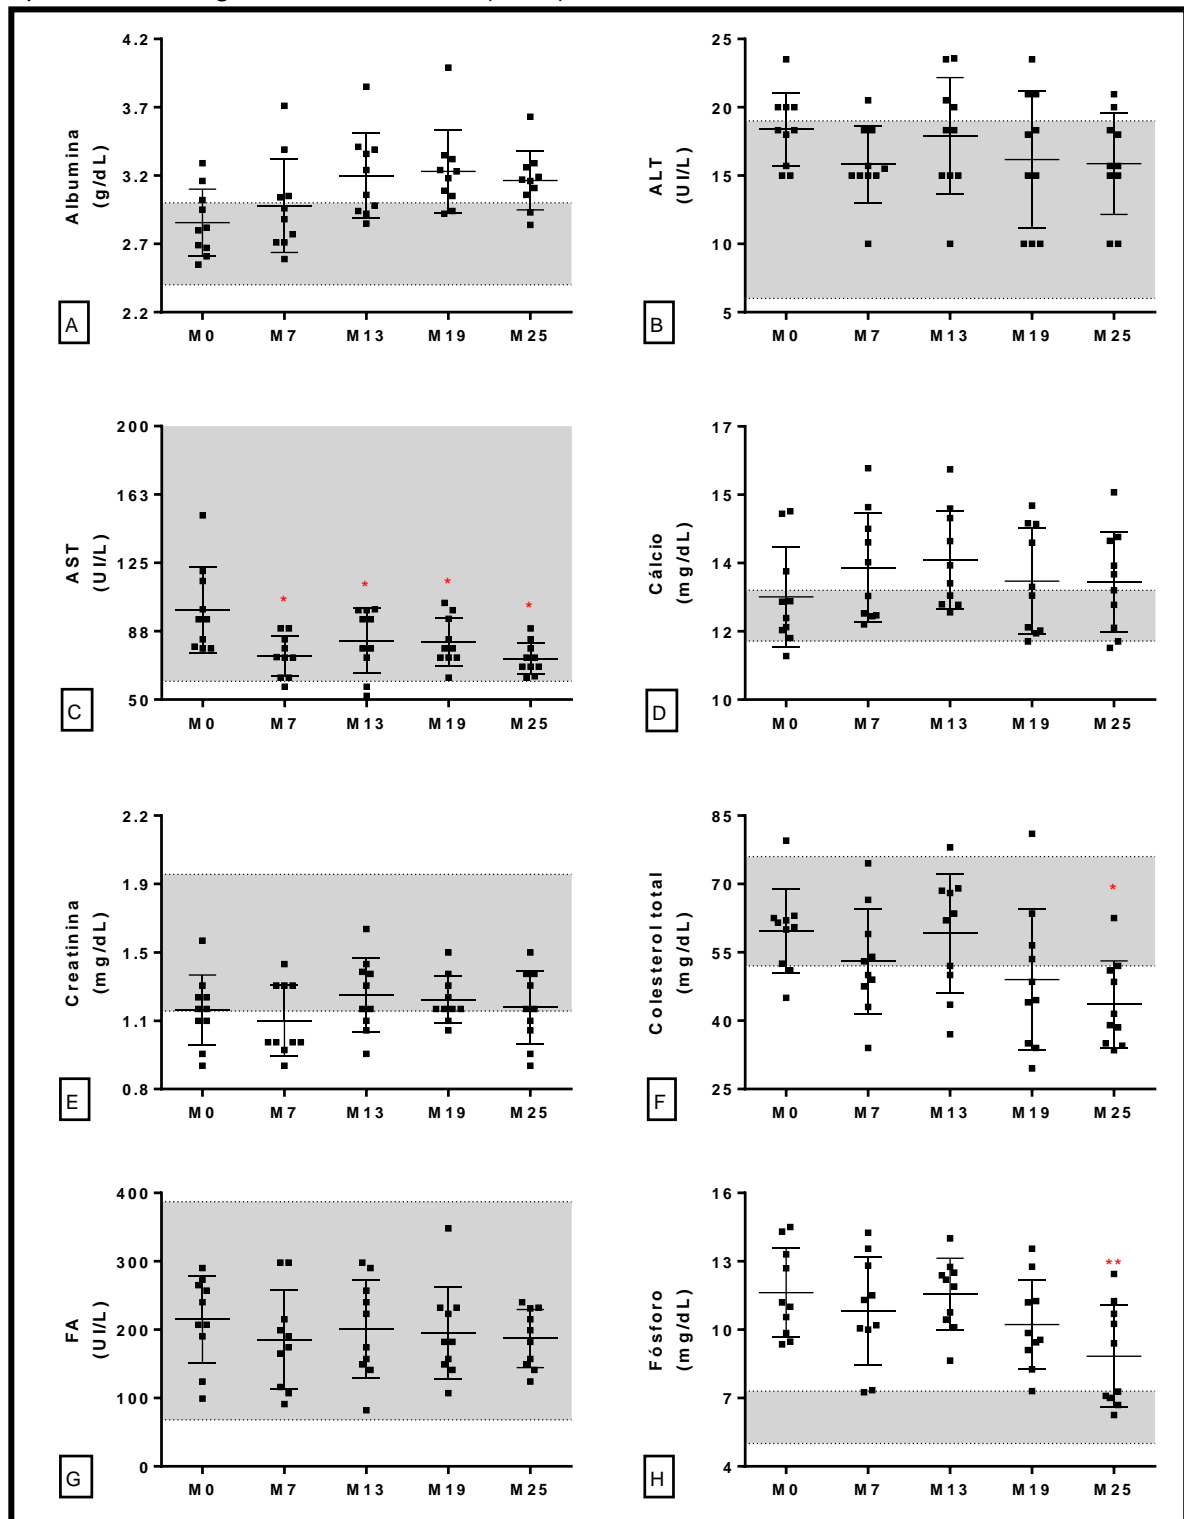 4.2
3.7
3.2
2.7
2.2
Albumina
(g/dL)
A
M0 M7 M13 M19 M25
25
20
15
10
5
ALT
(UI/L)
B
M0 M7 M13 M19 M25
200
163
125
88
50
AST
(UI/L)
* * * *
C
M0 M7 M13 M19 M25
17
15
14
12
10
Cálcio
(mg/dL)
D
M0 M7 M13 M19 M25
2.2
1.9
1.5
1.1
0.8
Creatinina
(mg/dL)
E
M0 M7 M13 M19 M25
85
70
55
40
25
Colesterol total
(mg/dL)
*
F
M0 M7 M13 M19 M25
400
300
200
100
0
FA
(UI/L)
G
M0 M7 M13 M19 M25
16
13
10
7
4
Fósforo
(mg/dL)
**
H
M0 M7 M13 M19 M25